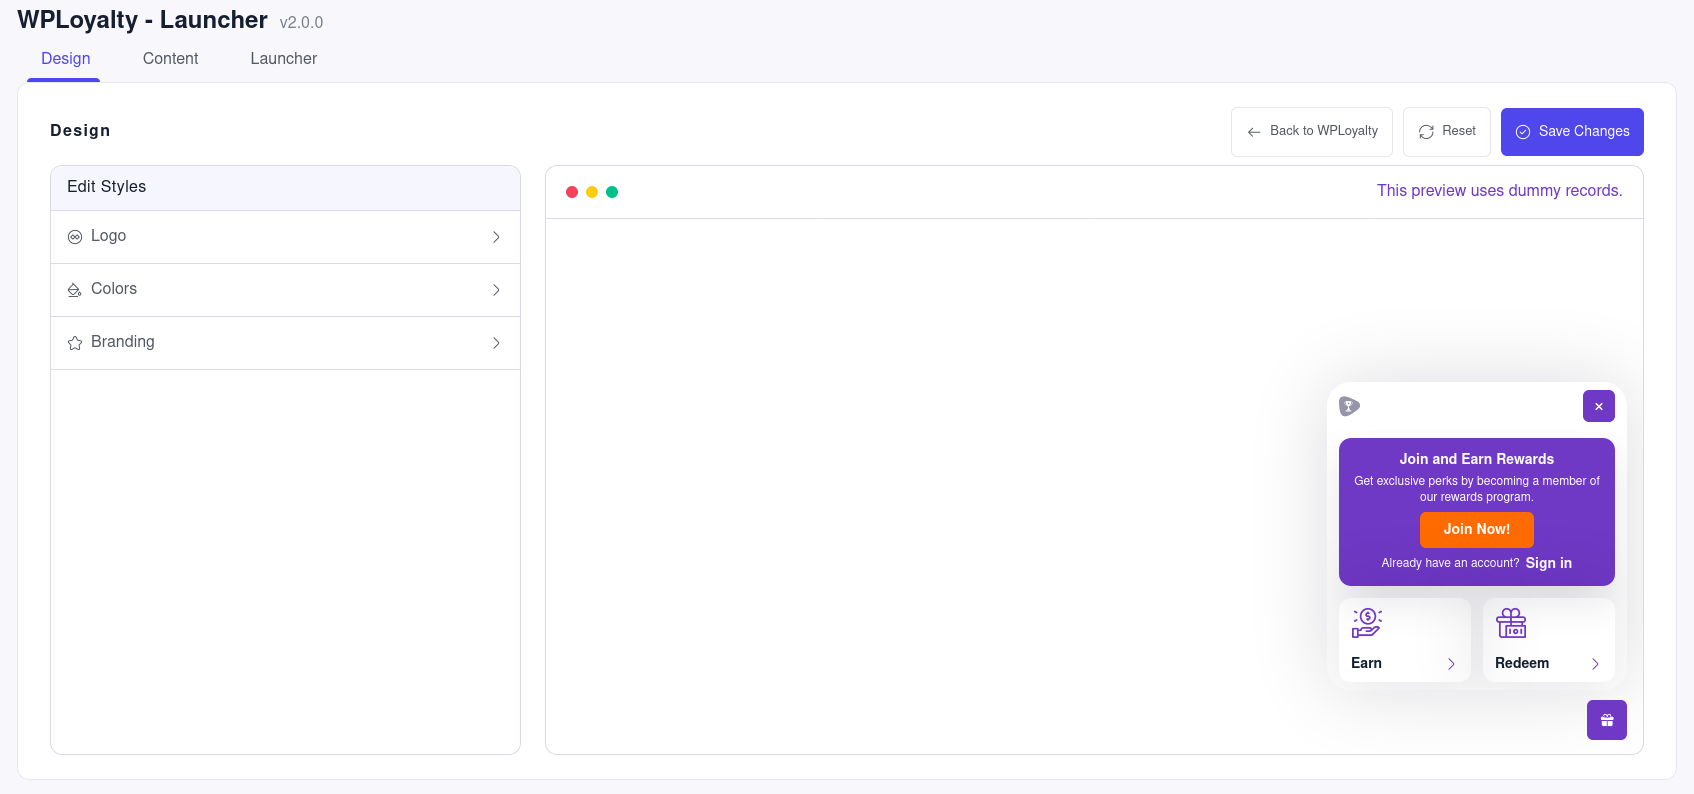 WPLoyalty - Launcher v2.0.0
Design Content Launcher
Design
Back to WPLoyalty Reset Save Changes
Edit Styles
Logo
Colors
Branding
This preview uses dummy records.
Join and Earn Rewards
Get exclusive perks by becoming a member of
our rewards program.
Join Now!
Already have an account? Sign in
Earn
Redeem